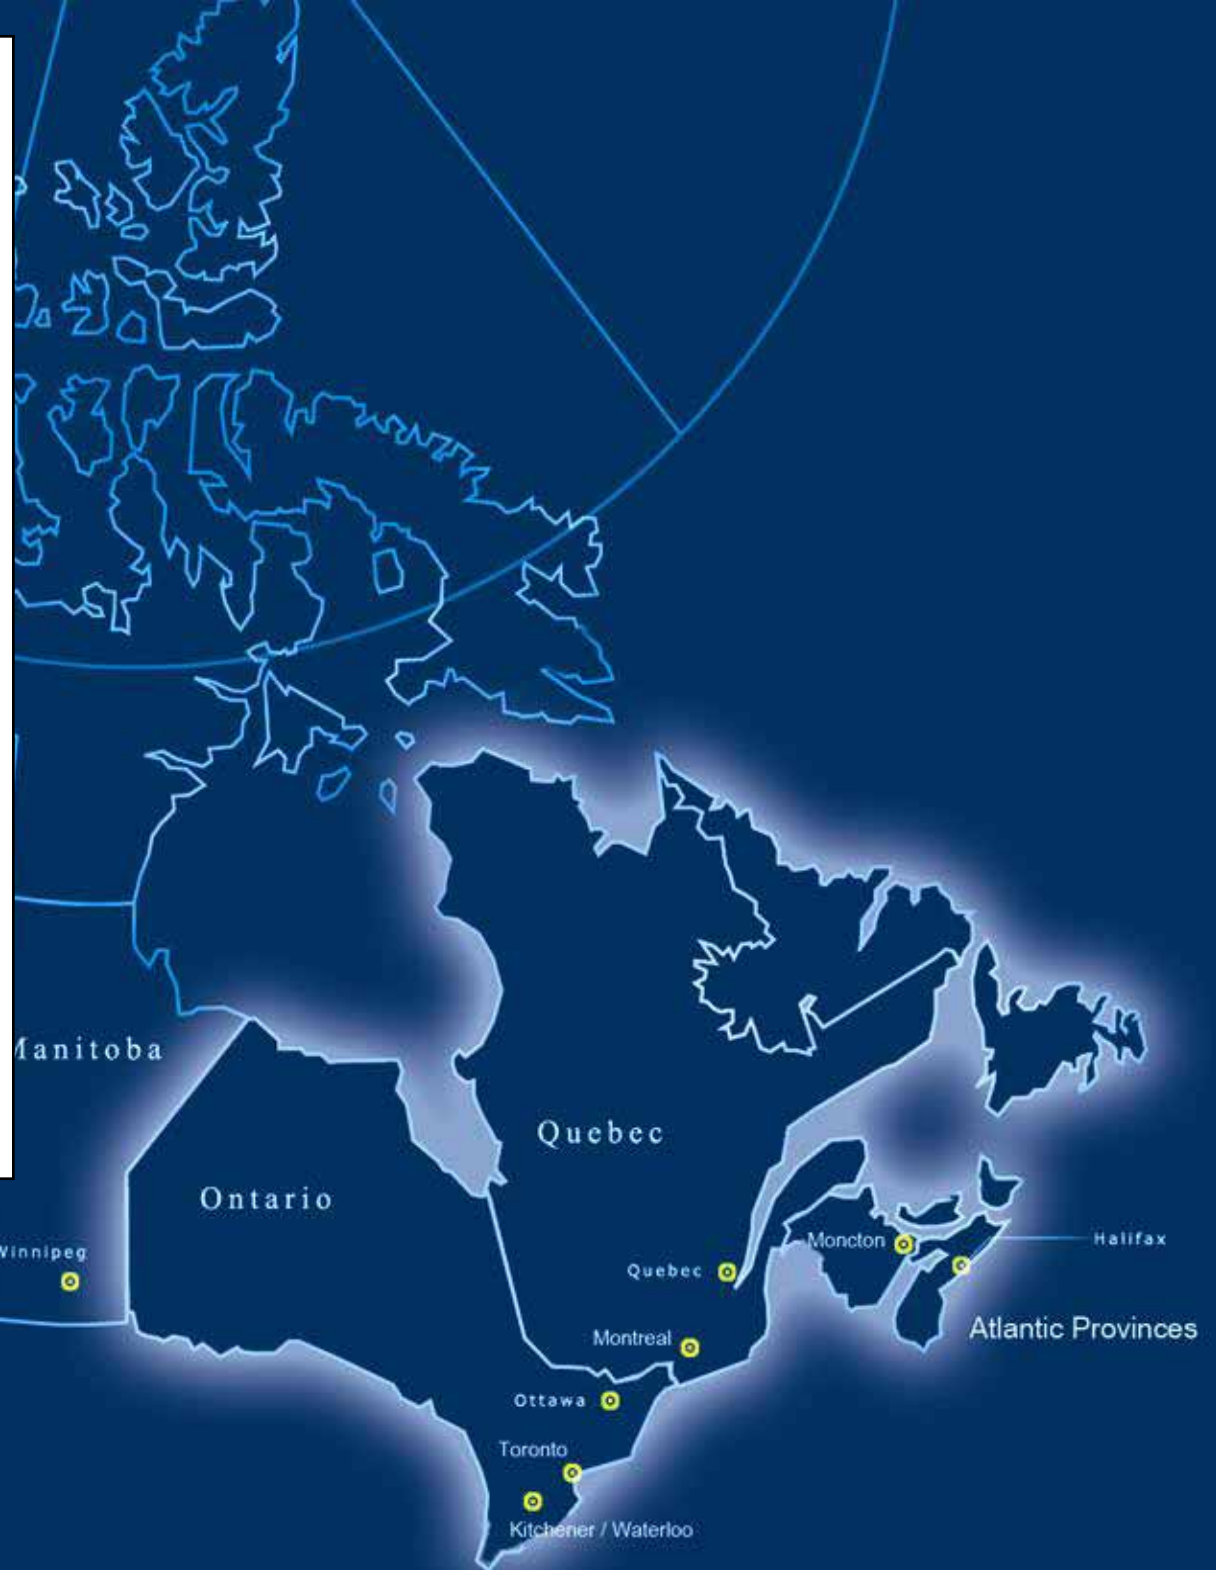 Manitoba
Quebec
Ontario
Winnipeg
Moncton
Halifax
Quebec
Atlantic Provinces
Montreal
Ottawa
Toronto
Kitchener / Waterloo